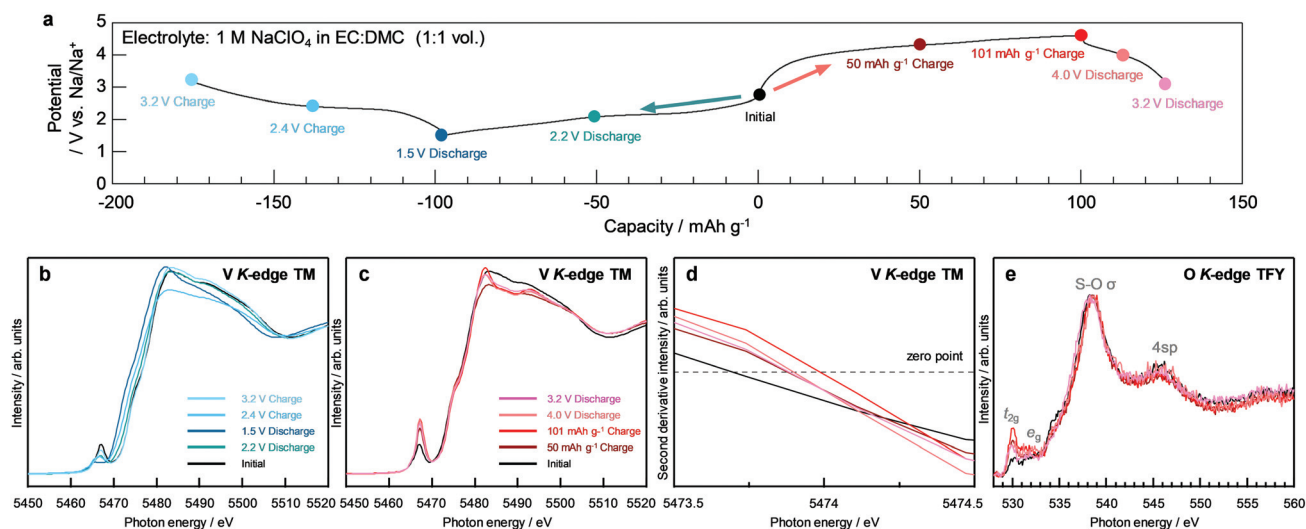 a
Electrolyte: 1 M NaClO₄ in EC:DMC (1:1 vol.)
Potential
/ V vs. Na/Na⁺
5
4
3
2
1
0
3.2 V Charge
2.4 V Charge
1.5 V Discharge
2.2 V Discharge
Initial
50 mAh g⁻¹ Charge
101 mAh g⁻¹ Charge
4.0 V Discharge
3.2 V Discharge
-200 -150 -100 -50 0 50 100 150
Capacity / mAh g⁻¹
b
V K-edge TM
Intensity / arb. units
3.2 V Charge
2.4 V Charge
1.5 V Discharge
2.2 V Discharge
Initial
5450 5460 5470 5480 5490 5500 5510 5520
Photon energy / eV
c
V K-edge TM
Intensity / arb. units
3.2 V Discharge
4.0 V Discharge
101 mAh g⁻¹ Charge
50 mAh g⁻¹ Charge
Initial
5450 5460 5470 5480 5490 5500 5510 5520
Photon energy / eV
d
V K-edge TM
Second derivative intensity / arb. units
zero point
5473.5 5474 5474.5
Photon energy / eV
e
O K-edge TFY
Intensity / arb. units
S-O σ
4sp
t₂g
eg
530 535 540 545 550 555 560
Photon energy / eV